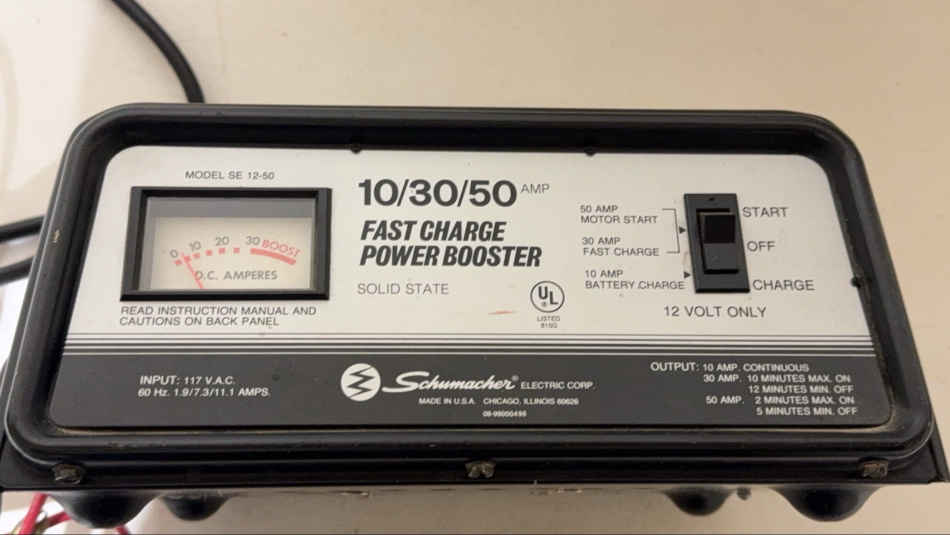 MODEL SE 12-50
0 10 20 30 BOOST
D.C. AMPERES
READ INSTRUCTION MANUAL AND
CAUTIONS ON BACK PANEL
10/30/50 AMP
FAST CHARGE
POWER BOOSTER
SOLID STATE
UL
®
LISTED
50 AMP
MOTOR START
30 AMP
FAST CHARGE
10 AMP
BATTERY CHARGE
START
OFF
CHARGE
12 VOLT ONLY
INPUT: 117 V.A.C.
60 Hz. 1.9/7.3/11.1 AMPS.
Schumacher® ELECTRIC CORP.
MADE IN U.S.A. CHICAGO, ILLINOIS 60626
OUTPUT: 10 AMP. CONTINUOUS
30 AMP. 10 MINUTES MAX. ON
12 MINUTES MIN. OFF
50 AMP. 2 MINUTES MAX. ON
5 MINUTES MIN. OFF